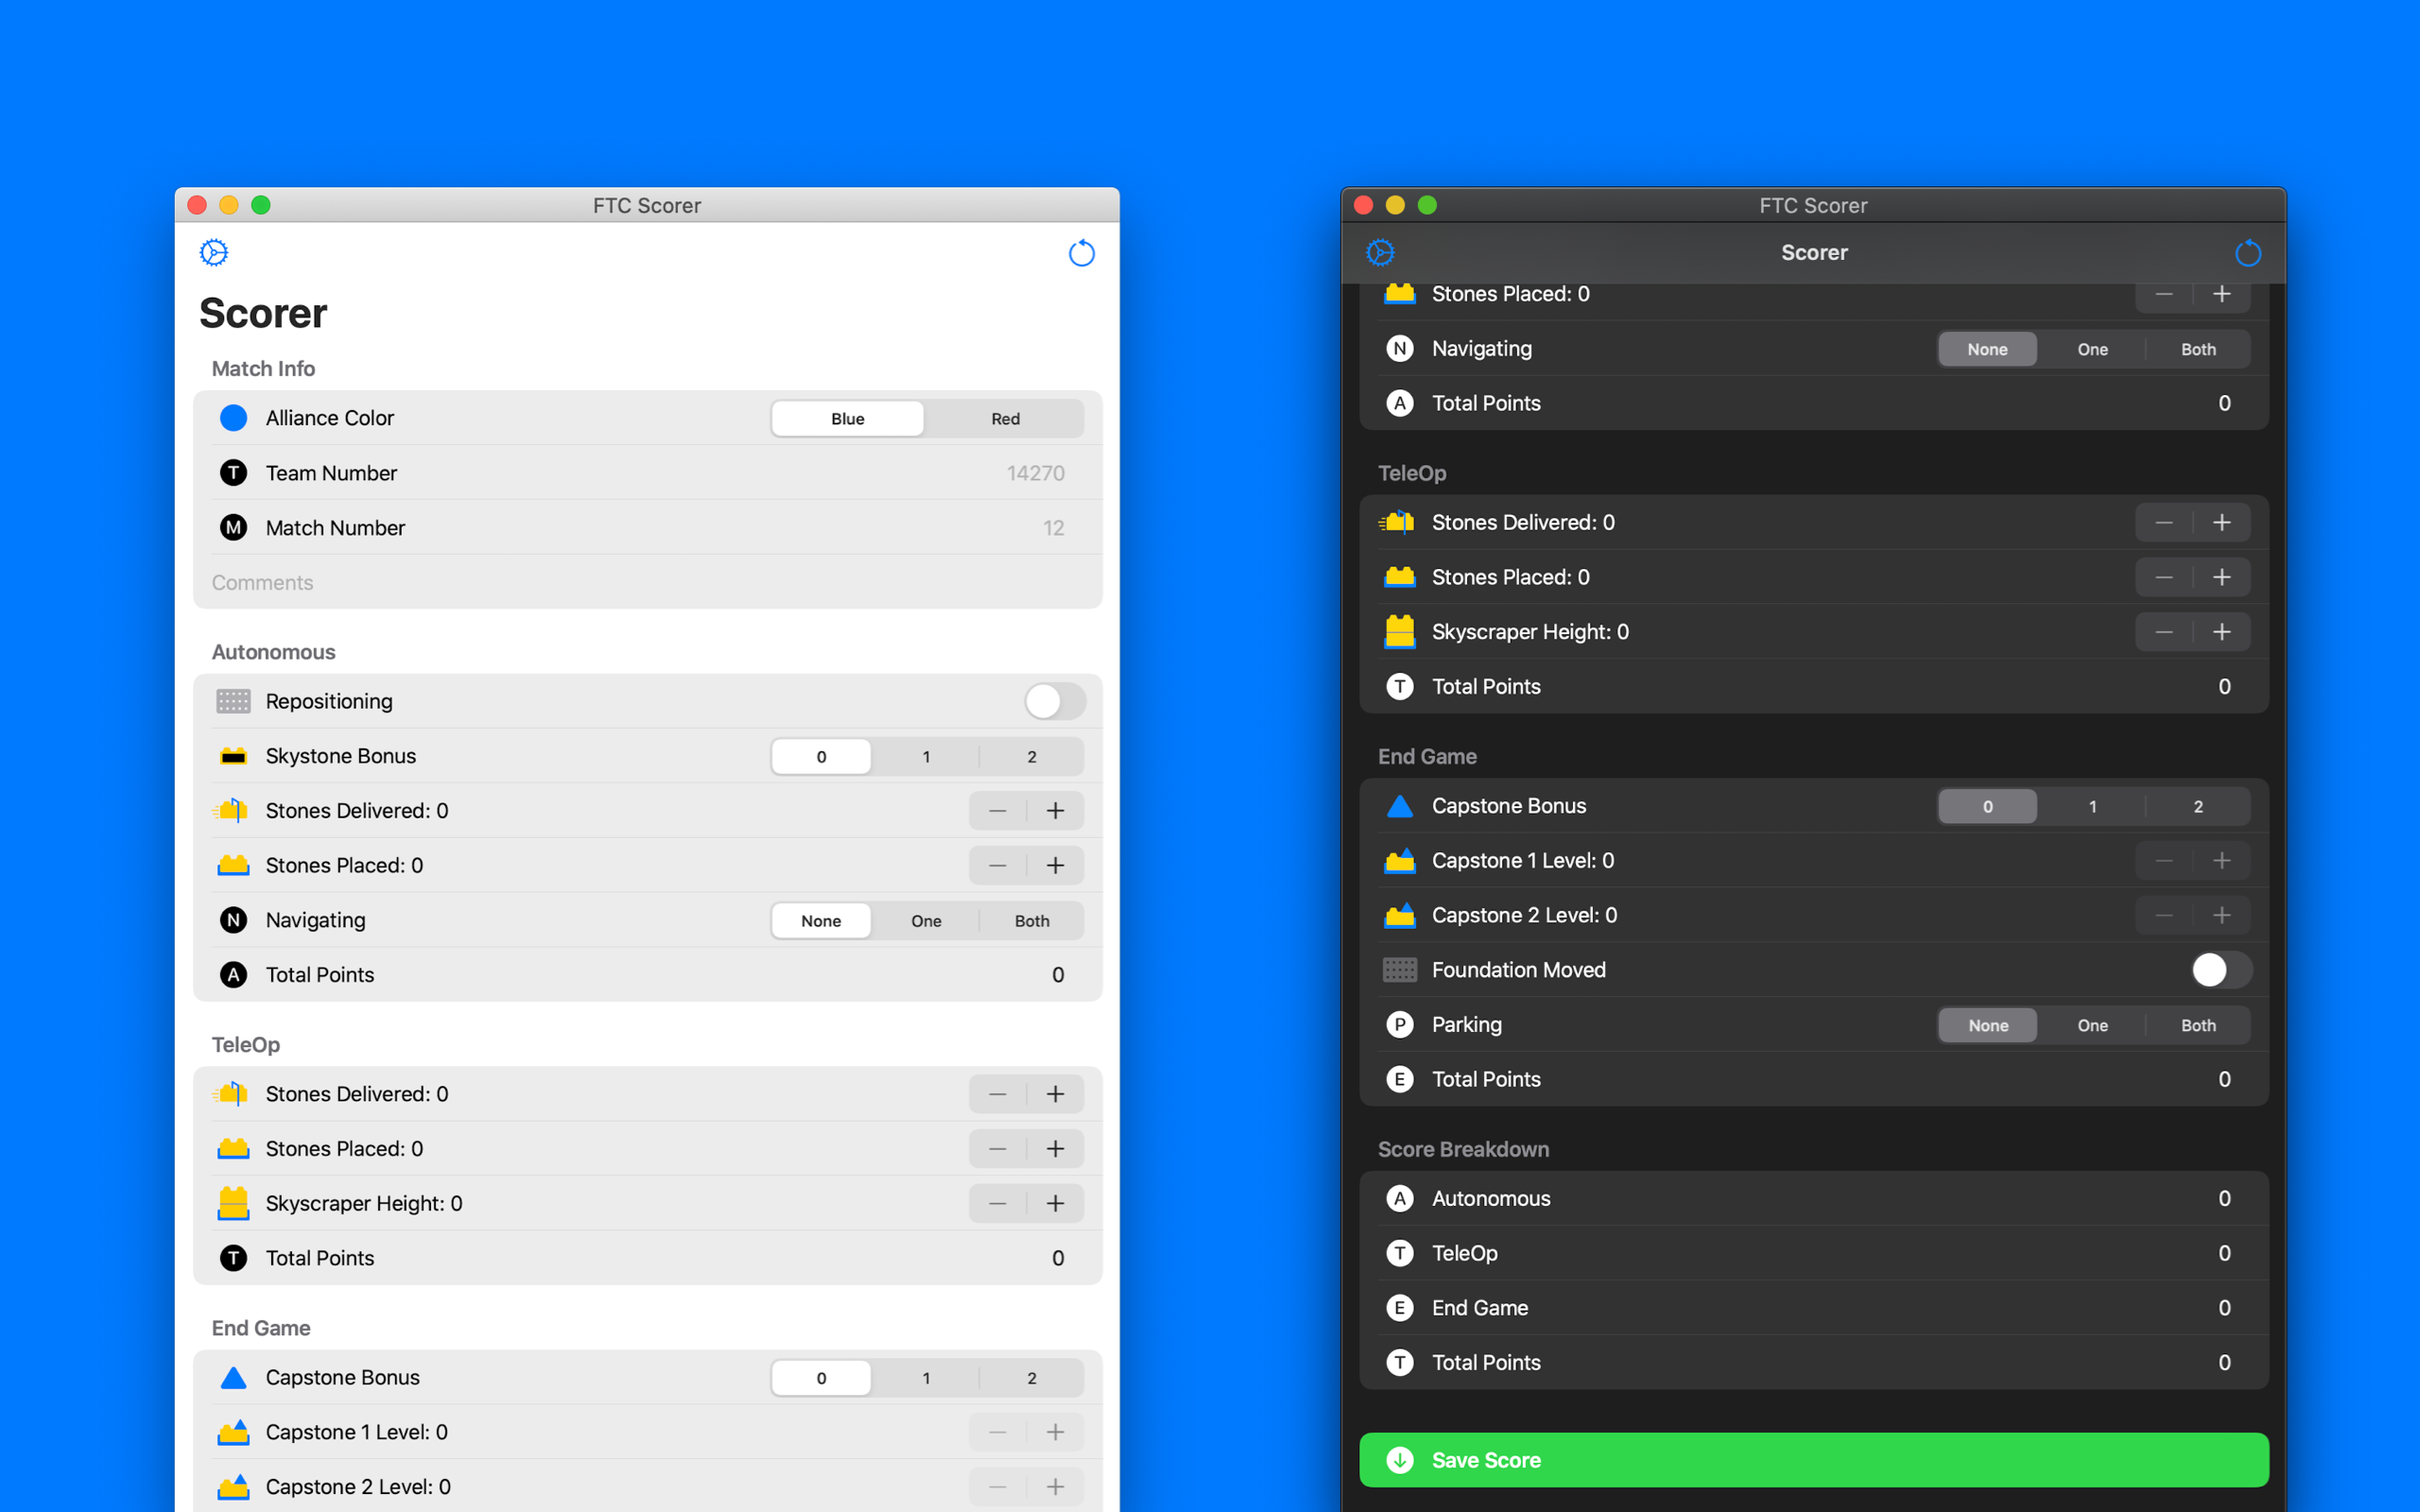 FTC Scorer
Scorer
Match Info
Alliance Color Blue Red
T Team Number 14270
M Match Number 12
Comments
Autonomous
Repositioning
Skystone Bonus 0 1 2
Stones Delivered: 0 — +
Stones Placed: 0 — +
N Navigating None One Both
A Total Points 0
TeleOp
Stones Delivered: 0 — +
Stones Placed: 0 — +
Skyscraper Height: 0 — +
T Total Points 0
End Game
Capstone Bonus 0 1 2
Capstone 1 Level: 0 — +
Capstone 2 Level: 0 — +
FTC Scorer
Scorer
Stones Placed: 0 — +
N Navigating None One Both
A Total Points 0
TeleOp
Stones Delivered: 0 — +
Stones Placed: 0 — +
Skyscraper Height: 0 — +
T Total Points 0
End Game
Capstone Bonus 0 1 2
Capstone 1 Level: 0 — +
Capstone 2 Level: 0 — +
Foundation Moved
P Parking None One Both
E Total Points 0
Score Breakdown
A Autonomous 0
T TeleOp 0
E End Game 0
T Total Points 0
Save Score